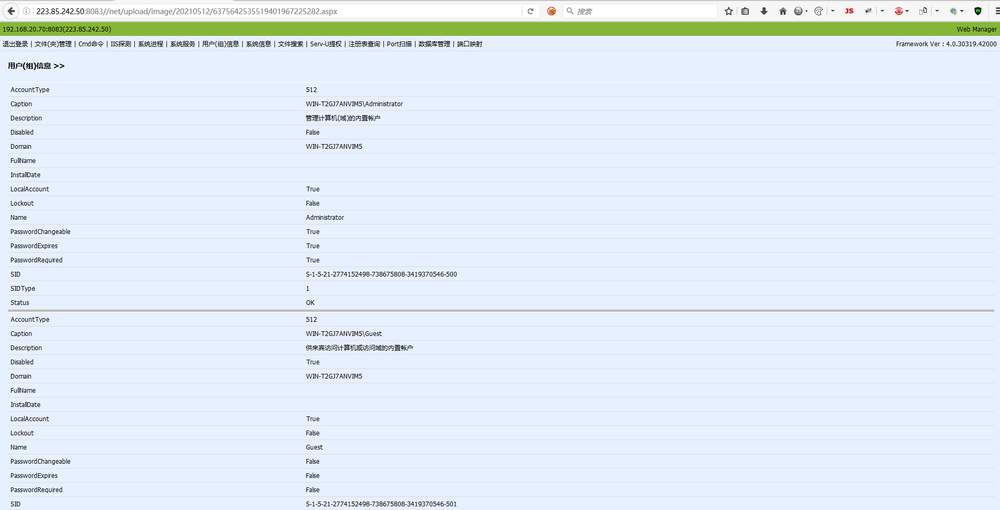 223.85.242.50:8083//net/upload/image/20210512/6375642535519401967225282.aspx 搜索 JS
192.168.20.70:8083(223.85.242.50) Web Manager
退出登录 | 文件(夹)管理 | Cmd命令 | IIS探测 | 系统进程 | 系统服务 | 用户(组)信息 | 系统信息 | 文件搜索 | Serv-U提权 | 注册表查询 | Port扫描 | 数据库管理 | 端口映射 Framework Ver : 4.0.30319.42000
用户(组)信息 >>
AccountType 512
Caption WIN-T2GJ7ANVIM5\Administrator
Description 管理计算机(域)的内置帐户
Disabled False
Domain WIN-T2GJ7ANVIM5
FullName
InstallDate
LocalAccount True
Lockout False
Name Administrator
PasswordChangeable True
PasswordExpires True
PasswordRequired True
SID S-1-5-21-2774152498-738675808-3419370546-500
SIDType 1
Status OK
AccountType 512
Caption WIN-T2GJ7ANVIM5\Guest
Description 供来宾访问计算机或访问域的内置帐户
Disabled True
Domain WIN-T2GJ7ANVIM5
FullName
InstallDate
LocalAccount True
Lockout False
Name Guest
PasswordChangeable False
PasswordExpires False
PasswordRequired False
SID S-1-5-21-2774152498-738675808-3419370546-501